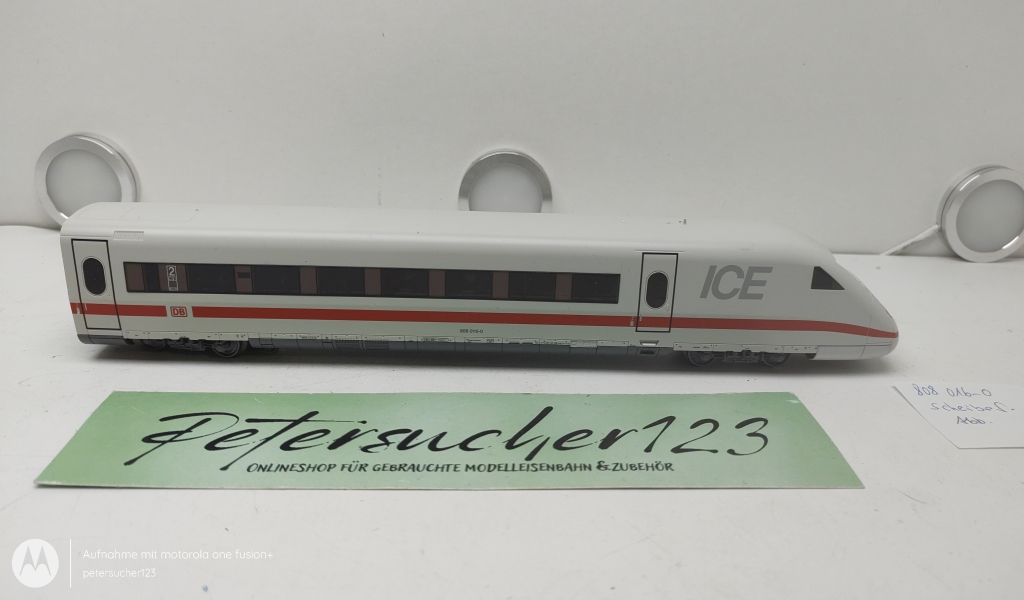 ICE
2
DB
808 016-0
808 016-0
Abb.
Petersucher123
ONLINESHOP FÜR GEBRAUCHTE MODELLEISENBAHN & ZUBEHÖR
Aufnahme mit motorola one fusion+
petersucher123